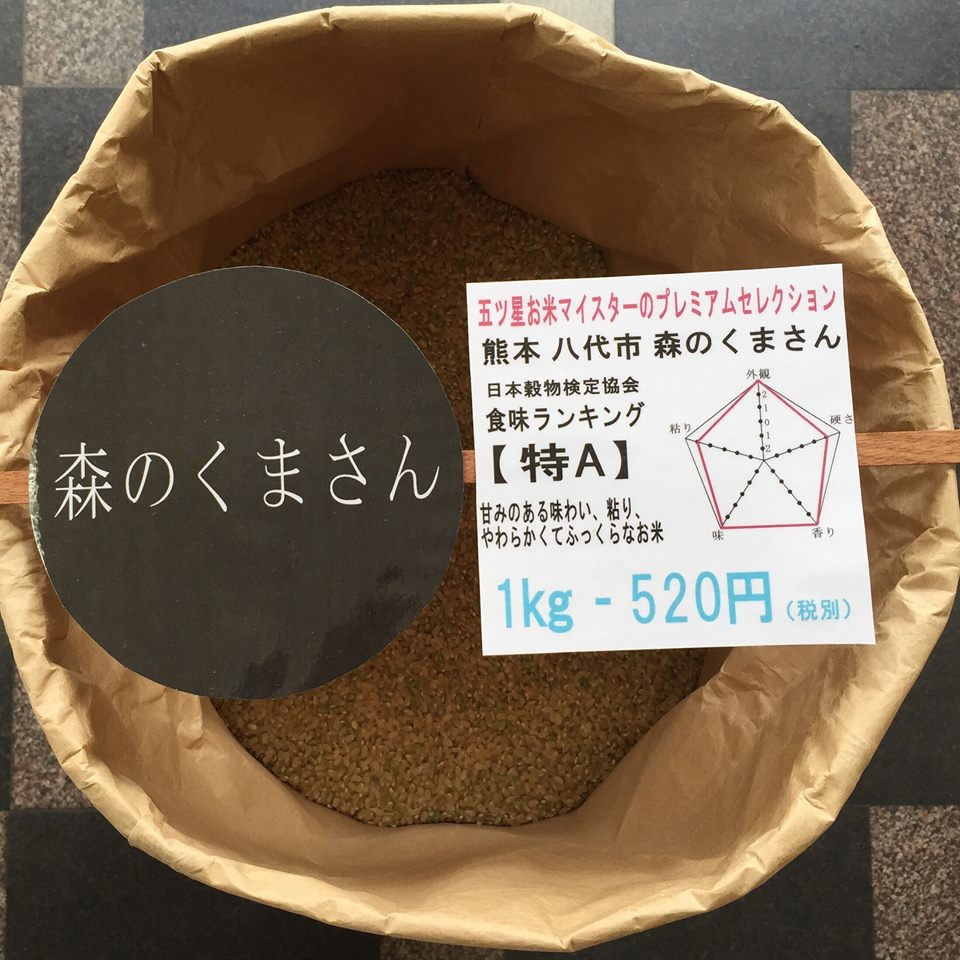 森のくまさん
五ツ星お米マイスターのプレミアムセレクション
熊本 八代市 森のくまさん
日本穀物検定協会
食味ランキング
【特A】
甘みのある味わい、粘り、
やわらかくてふっくらなお米
外観
硬さ
香り
味
粘り
2
1
0
1
2
1kg - 520円（税別）